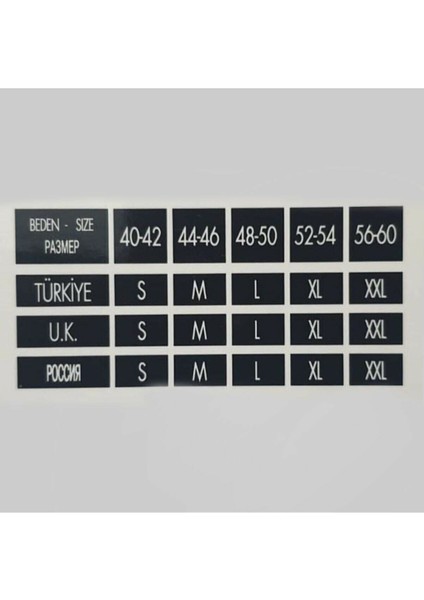 BEDEN - SIZE
РАЗМЕР
40-42 44-46 48-50 52-54 56-60
TÜRKİYE S M L XL XXL
U.K. S M L XL XXL
РОССИЯ S M L XL XXL